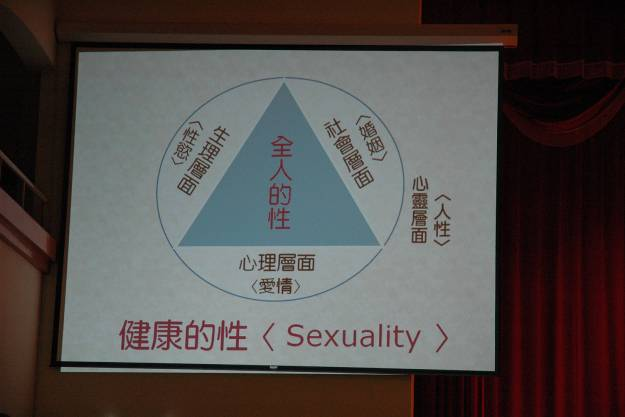 生理層面
〈性慾〉
全人的性
〈婚姻〉
社會層面
〈人性〉
心靈層面
心理層面
〈愛情〉
健康的性〈 Sexuality 〉